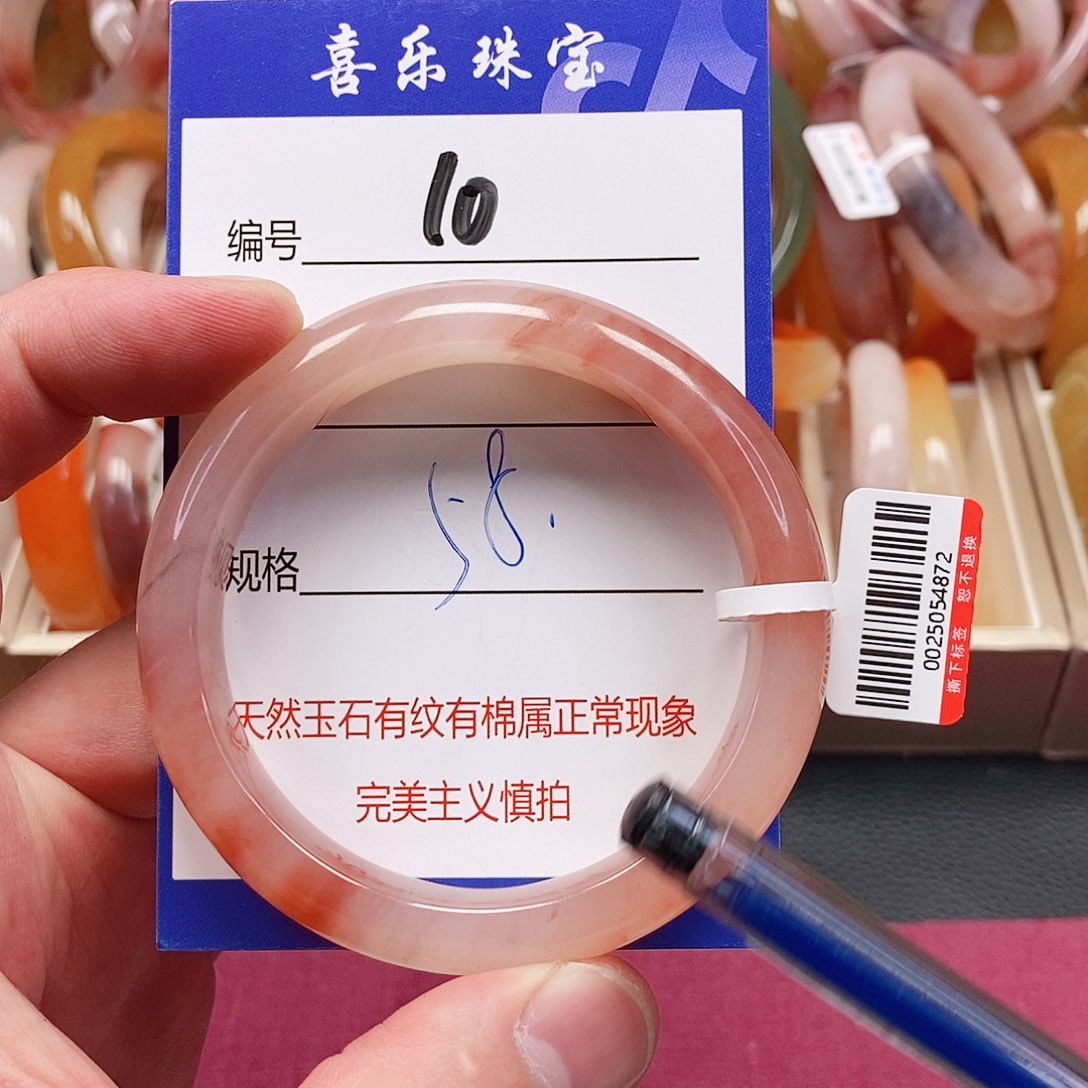 喜乐珠宝
编号 10
规格 58.
天然玉石有纹有棉属正常现象
完美主义慎拍
0025054872
撕下标签 恕不退换